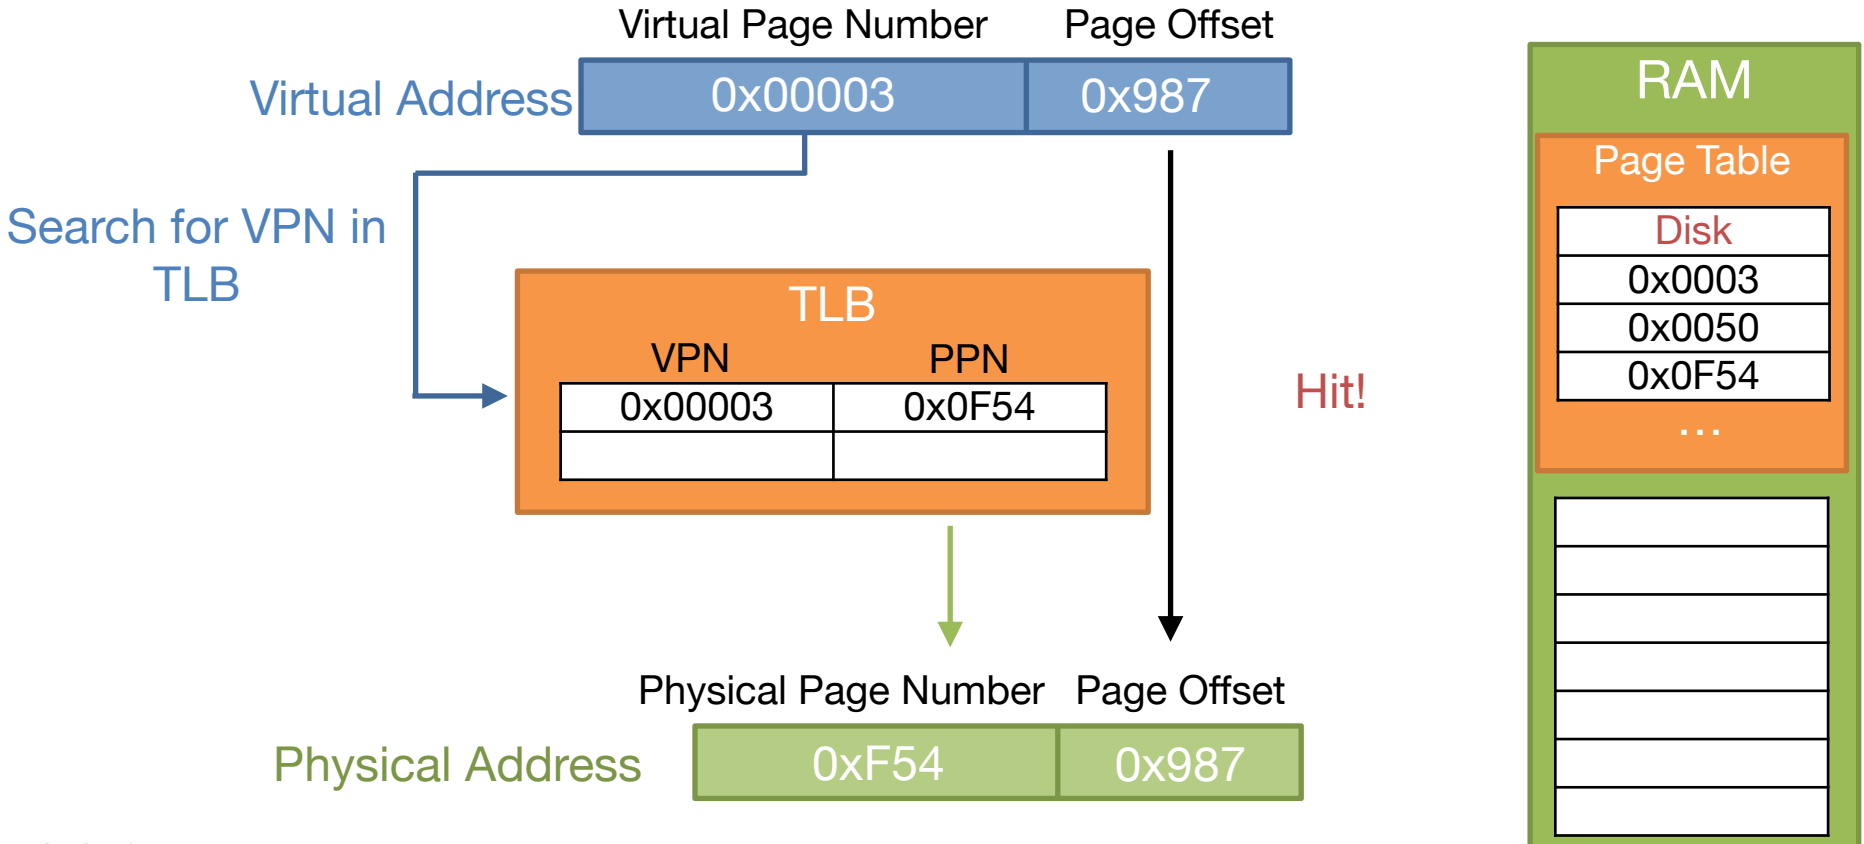 Virtual Page Number Page Offset
Virtual Address 0x00003 0x987
Search for VPN in
TLB
TLB
VPN PPN
0x00003 0x0F54
Hit!
Physical Page Number Page Offset
Physical Address 0xF54 0x987
RAM
Page Table
Disk
0x0003
0x0050
0x0F54
...